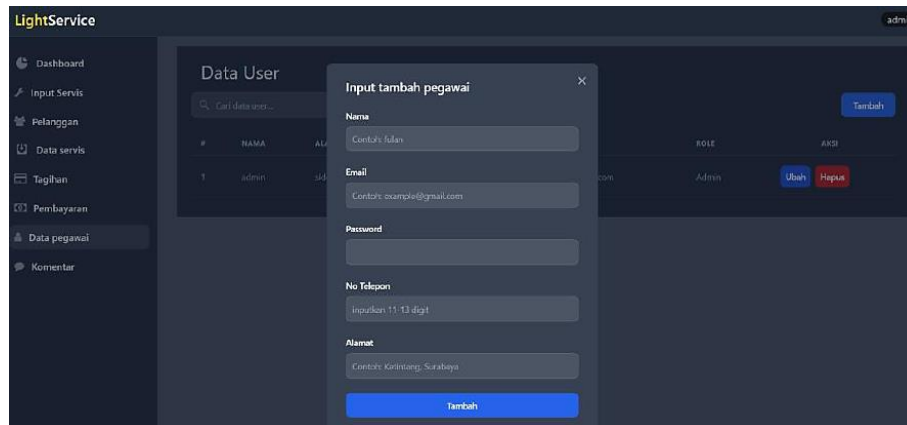 LightService
Dashboard
Input Servis
Pelanggan
Data servis
Tagihan
Pembayaran
Data pegawai
Komentar
Data User
Cari data user...
Tambah
# NAMA ROLE AKSI
1 admin .com Admin Ubah Hapus
Input tambah pegawai
Nama
Contoh: fulan
Email
Contoh: example@gmail.com
Password
No Telepon
inputkan 11-13 digit
Alamat
Contoh: Ketintang, Surabaya
Tambah